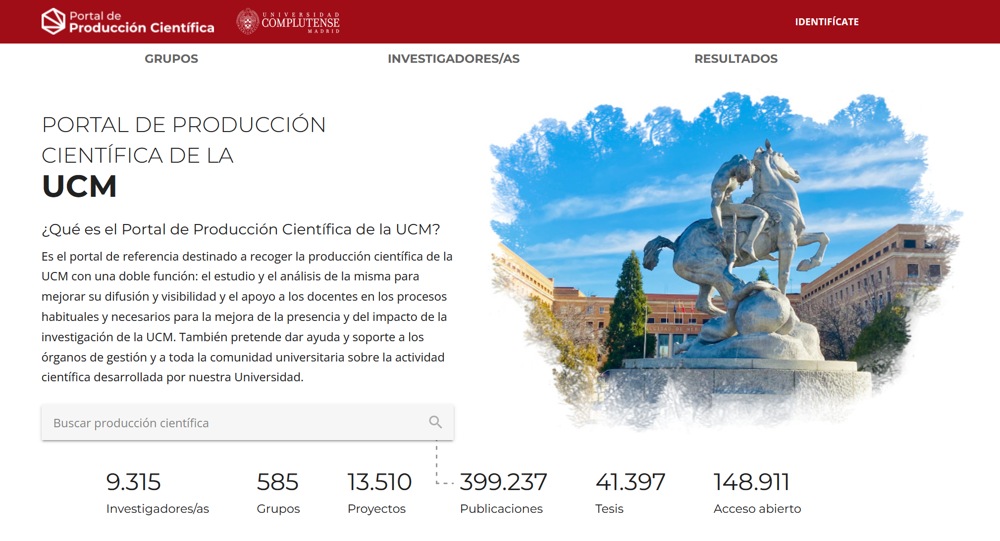 Portal de
Producción Científica
UNIVERSIDAD
COMPLUTENSE
MADRID
IDENTIFÍCATE
GRUPOS
INVESTIGADORES/AS
RESULTADOS
PORTAL DE PRODUCCIÓN
CIENTÍFICA DE LA
UCM
¿Qué es el Portal de Producción Científica de la UCM?
Es el portal de referencia destinado a recoger la producción científica de la
UCM con una doble función: el estudio y el análisis de la misma para
mejorar su difusión y visibilidad y el apoyo a los docentes en los procesos
habituales y necesarios para la mejora de la presencia y del impacto de la
investigación de la UCM. También pretende dar ayuda y soporte a los
órganos de gestión y a toda la comunidad universitaria sobre la actividad
científica desarrollada por nuestra Universidad.
Buscar producción científica
9.315
Investigadores/as
585
Grupos
13.510
Proyectos
399.237
Publicaciones
41.397
Tesis
148.911
Acceso abierto